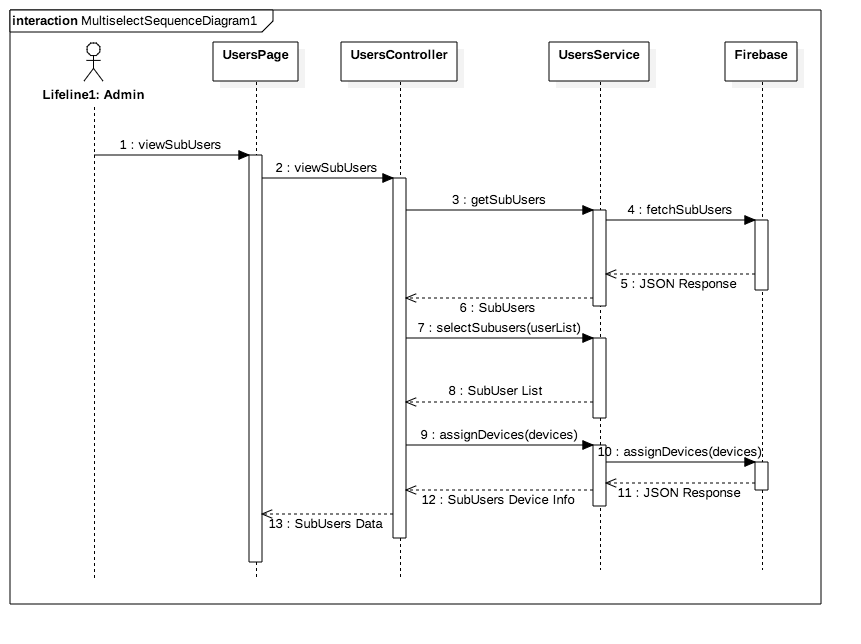 interaction MultiselectSequenceDiagram1
Lifeline1: Admin
UsersPage
UsersController
UsersService
Firebase
1 : viewSubUsers
2 : viewSubUsers
3 : getSubUsers
4 : fetchSubUsers
5 : JSON Response
6 : SubUsers
7 : selectSubusers(userList)
8 : SubUser List
9 : assignDevices(devices)
10 : assignDevices(devices)
11 : JSON Response
12 : SubUsers Device Info
13 : SubUsers Data